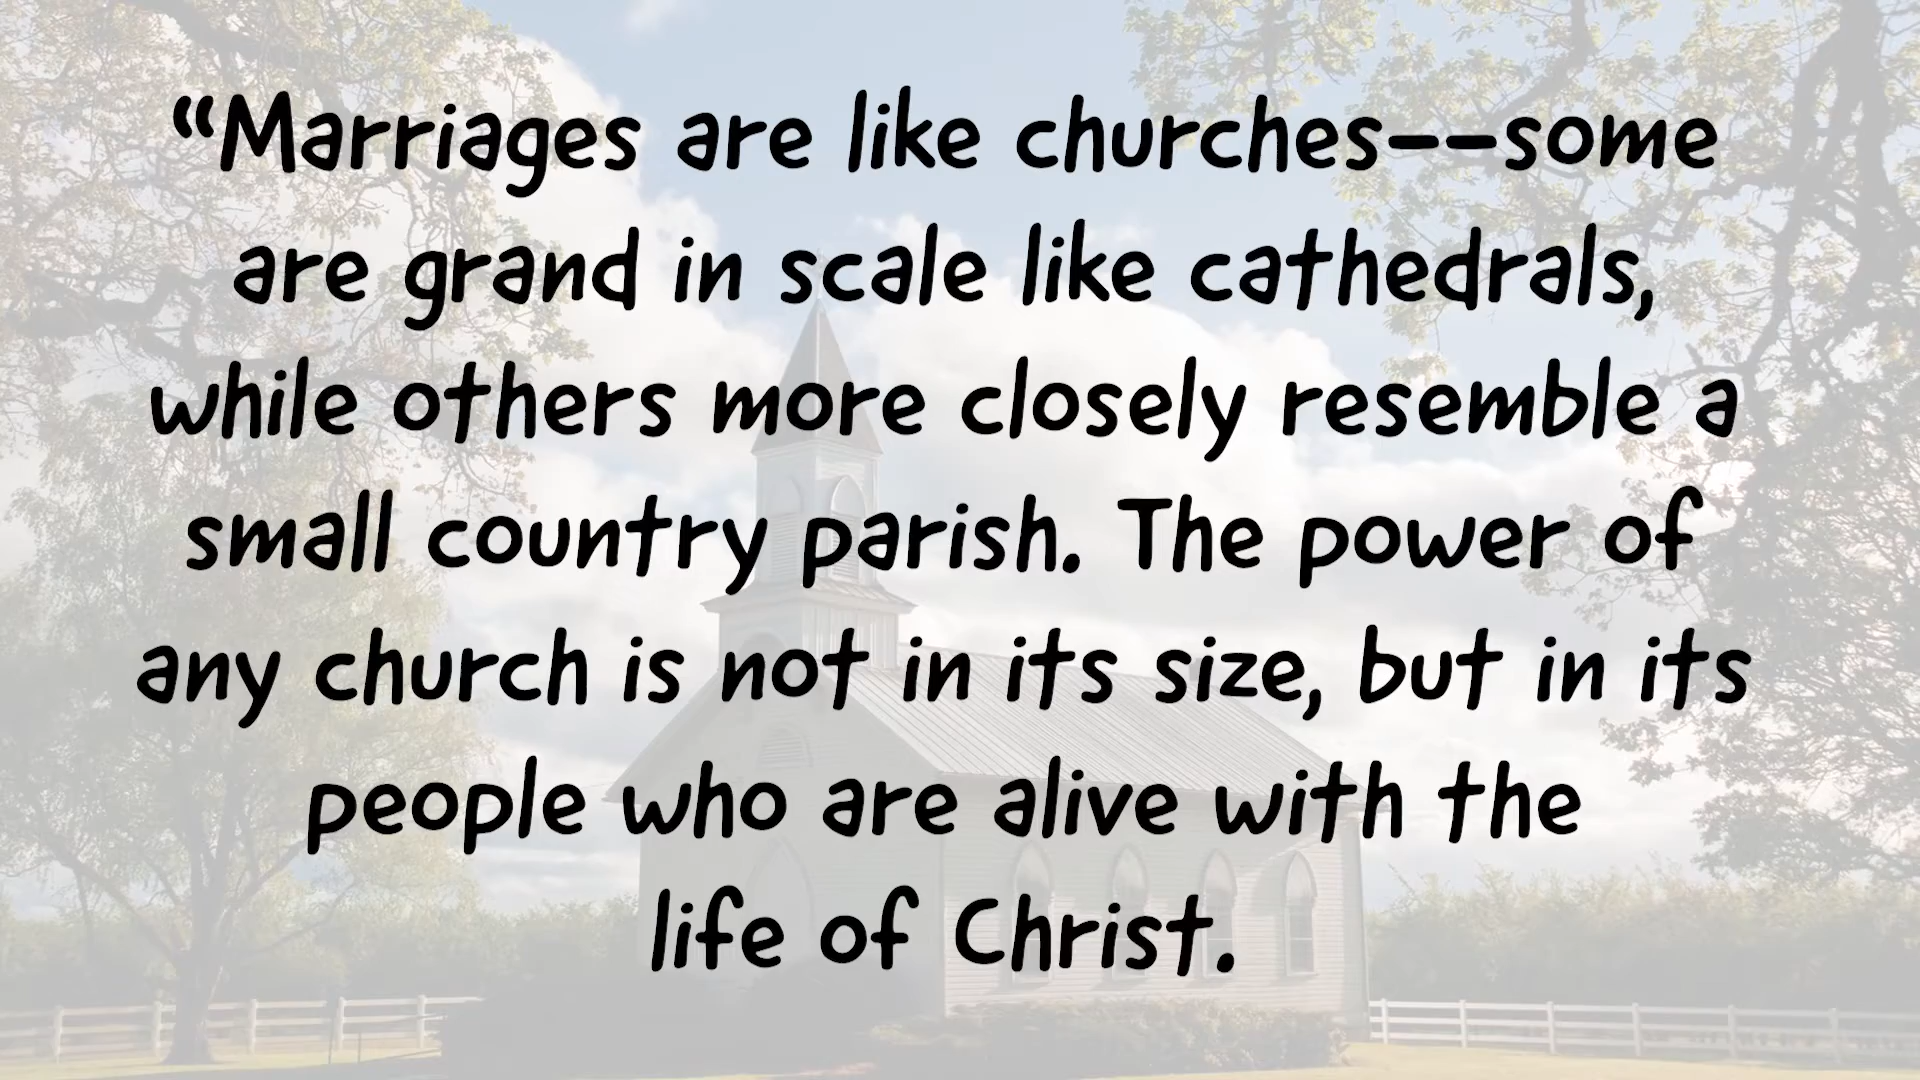 “Marriages are like churches--some
are grand in scale like cathedrals,
while others more closely resemble a
small country parish. The power of
any church is not in its size, but in its
people who are alive with the
life of Christ.